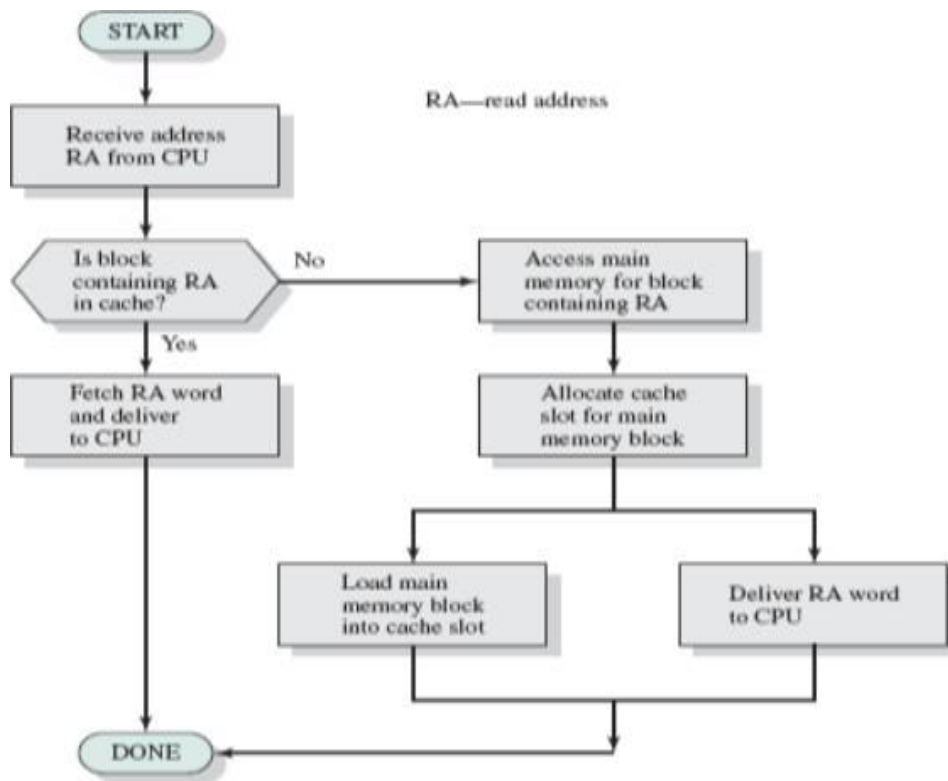 START
RA—read address
Receive address
RA from CPU
Is block
containing RA
in cache?
No
Access main
memory for block
containing RA
Yes
Fetch RA word
and deliver
to CPU
Allocate cache
slot for main
memory block
Load main
memory block
into cache slot
Deliver RA word
to CPU
DONE